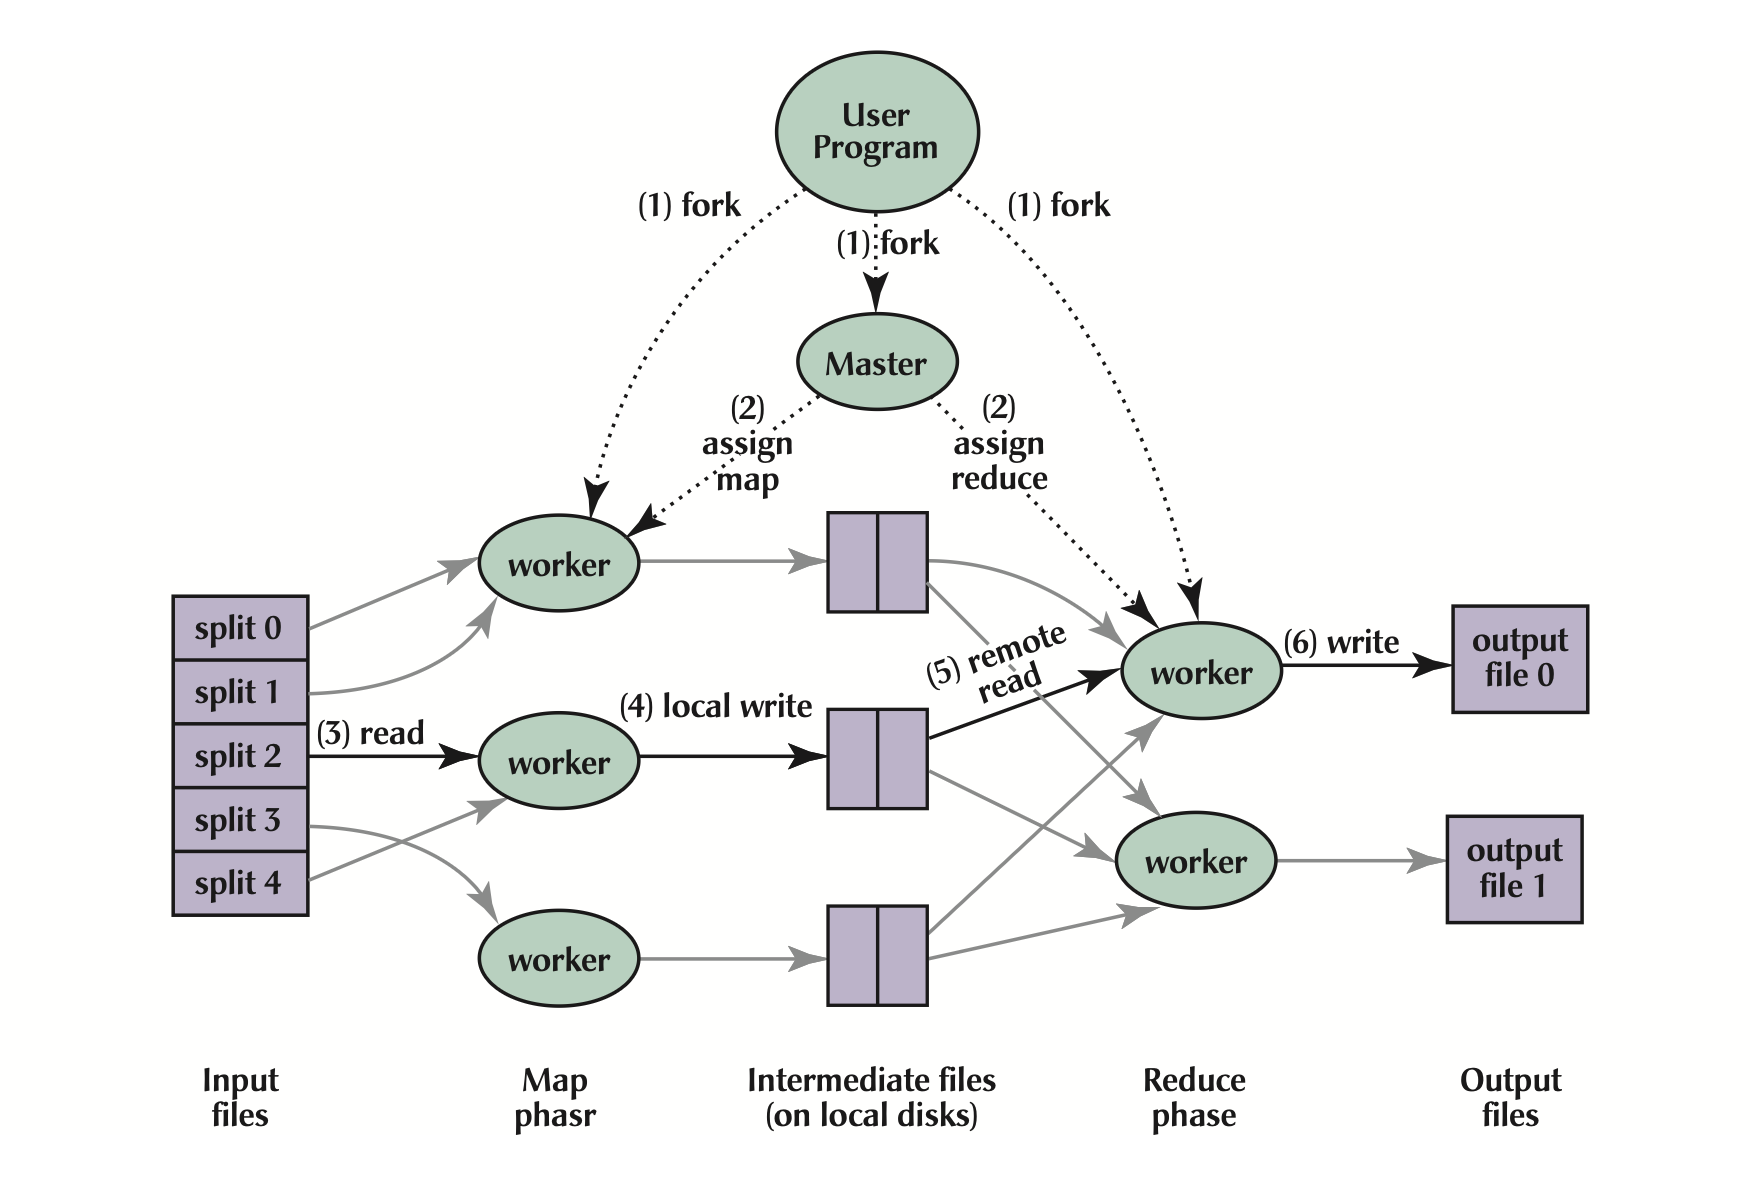 User
Program
(1) fork
(1) fork
(1) fork
Master
(2)
assign
map
(2)
assign
reduce
worker
split 0
split 1
split 2
split 3
split 4
(3) read
worker
(4) local write
worker
(5) remote
read
worker
(6) write
output
file 0
worker
output
file 1
Input
files
Map
phasr
Intermediate files
(on local disks)
Reduce
phase
Output
files